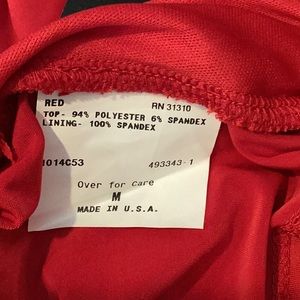 RED RN 31310
TOP- 94% POLYESTER 6% SPANDEX
LINING- 100% SPANDEX
1014C53 493343-1
Over for care
M
MADE IN U.S.A.